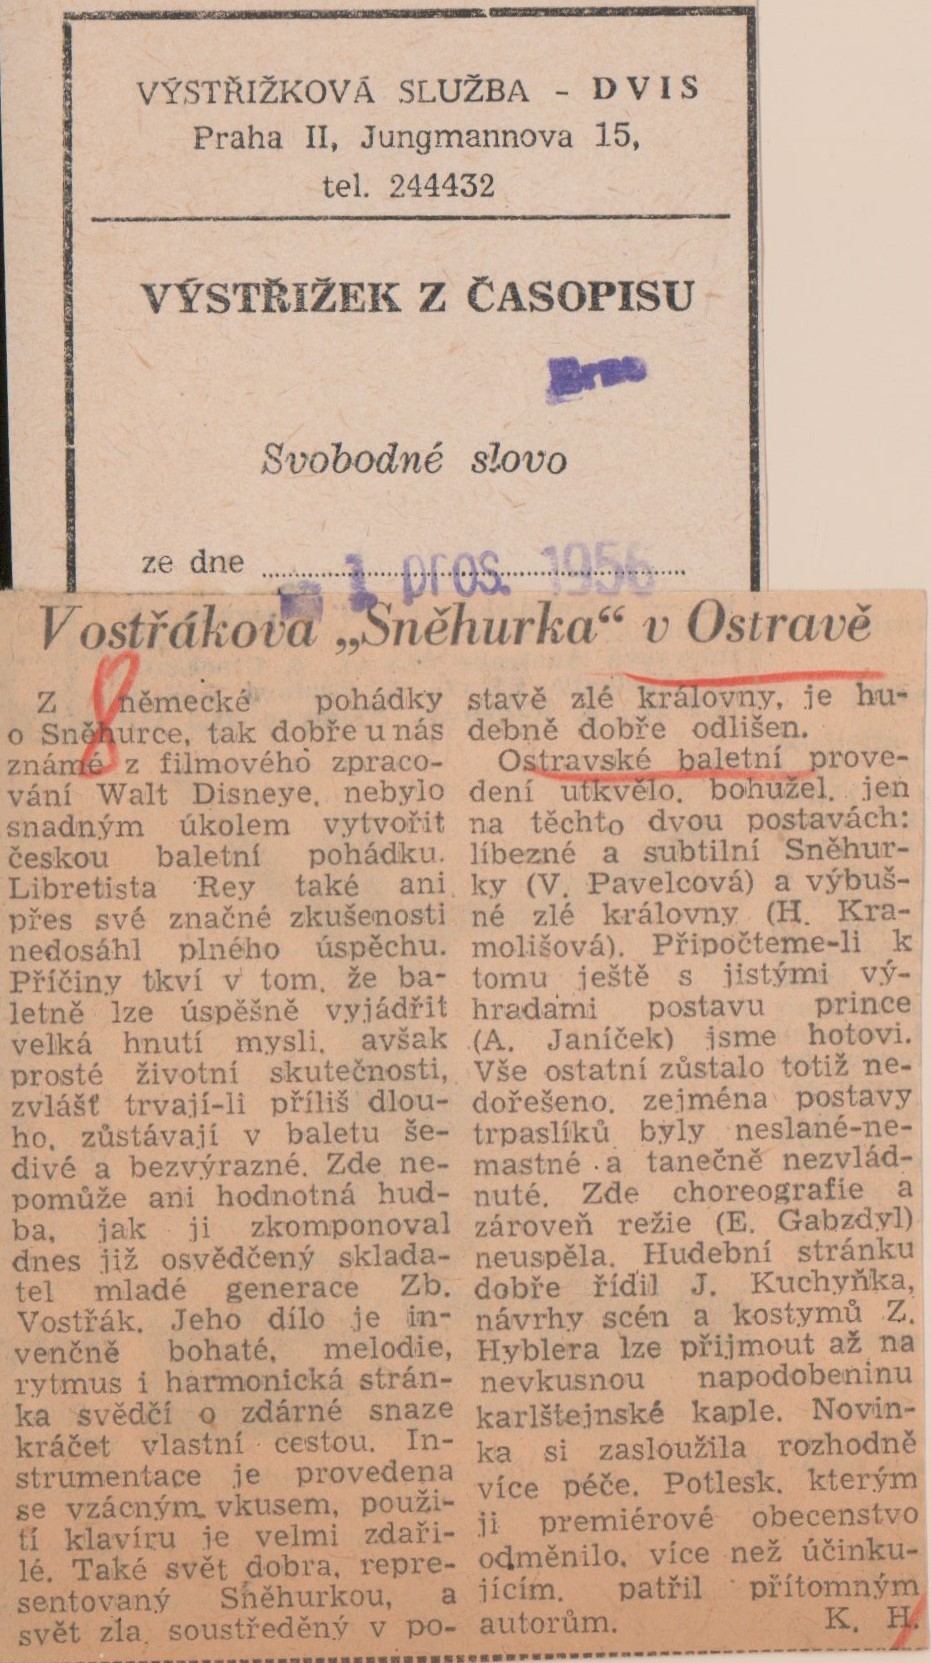 VÝSTŘIŽKOVÁ SLUŽBA - DVIS
Praha II, Jungmannova 15,
tel. 244432
VÝSTŘIŽEK Z ČASOPISU
Brno
Svobodné slovo
ze dne 1 pros. 1956
Vostřákova „Sněhurka“ v Ostravě
8
Z německé pohádky
o Sněhurce, tak dobře u nás
známé z filmového zpraco-
vání Walt Disneye, nebylo
snadným úkolem vytvořit
českou baletní pohádku.
Libretista Rey také ani
přes své značné zkušenosti
nedosáhl plného úspěchu.
Příčiny tkví v tom, že ba-
letně lze úspěšně vyjádřit
velká hnutí mysli, avšak
prosté životní skutečnosti,
zvlášť trvají-li příliš dlou-
ho, zůstávají v baletu še-
divé a bezvýrazné. Zde ne-
pomůže ani hodnotná hud-
ba, jak ji zkomponoval
dnes již osvědčený sklada-
tel mladé generace Zb.
Vostřák. Jeho dílo je in-
venčně bohaté, melodie,
rytmus i harmonická strán-
ka svědčí o zdárné snaze
kráčet vlastní cestou. In-
strumentace je provedena
se vzácným vkusem, použi-
tí klavíru je velmi zdaři-
lé. Také svět dobra, repre-
sentovaný Sněhurkou, a
svět zla, soustředěný v po-
stavě zlé královny, je hu-
debně dobře odlišen.
Ostravské baletní prove-
dení utkvělo, bohužel, jen
na těchto dvou postavách:
líbezné a subtilní Sněhur-
ky (V. Pavelcová) a výbuš-
né zlé královny (H. Kra-
molišová). Připočteme-li k
tomu ještě s jistými vý-
hradami postavu prince
(A. Janíček) jsme hotovi.
Vše ostatní zůstalo totiž ne-
dořešeno, zejména postavy
trpaslíků byly neslané-ne-
mastné a tanečně nezvlád-
nuté. Zde choreografie a
zároveň režie (E. Gabzdyl)
neuspěla. Hudební stránku
dobře řídil J. Kuchyňka,
návrhy scén a kostymů Z.
Hyblera lze přijmout až na
nevkusnou napodobeninu
karlštejnské kaple. Novin-
ka si zasloužila rozhodně
více péče. Potlesk, kterým
ji premiérové obecenstvo
odměnilo, více než účinku-
jícím, patřil přítomným
autorům. K. H.